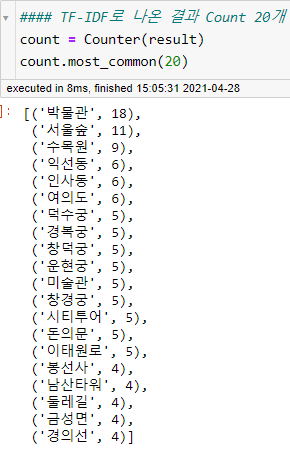 #### TF-IDF로 나온 결과 Count 20개
count = Counter(result)
count.most_common(20)
executed in 8ms, finished 15:05:31 2021-04-28
]: [('박물관', 18),
('서울숲', 11),
('수목원', 9),
('익선동', 6),
('인사동', 6),
('여의도', 6),
('덕수궁', 5),
('경복궁', 5),
('창덕궁', 5),
('운현궁', 5),
('미술관', 5),
('창경궁', 5),
('시티투어', 5),
('돈의문', 5),
('이태원로', 5),
('봉선사', 4),
('남산타워', 4),
('둘레길', 4),
('금성면', 4),
('경의선', 4)]